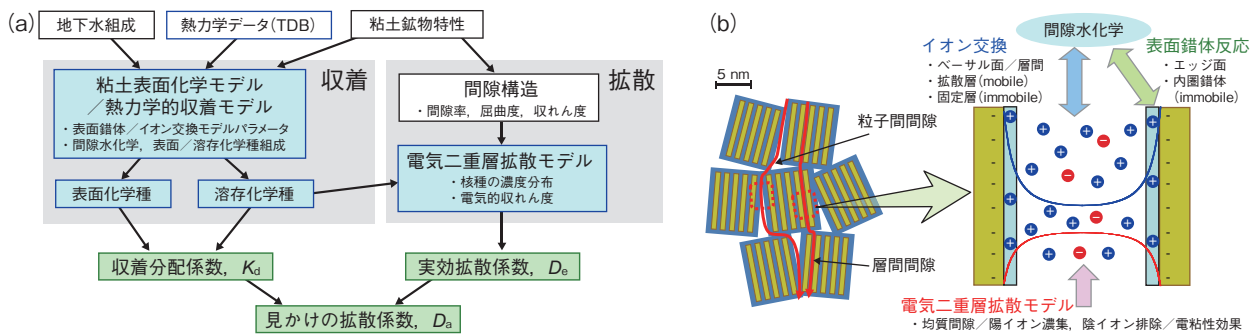 (a)
地下水組成
熱力学データ(TDB)
粘土鉱物特性
収着
拡散
粘土表面化学モデル
/熱力学的収着モデル
・表面錯体/イオン交換モデルパラメータ
・間隙水化学,表面/溶存化学種組成
間隙構造
・間隙率,屈曲度,収れん度
電気二重層拡散モデル
・核種の濃度分布
・電気的収れん度
表面化学種
溶存化学種
収着分配係数,Kd
実効拡散係数,De
見かけの拡散係数,Da
(b)
間隙水化学
イオン交換
・ベーサル面/層間
・拡散層(mobile)
・固定層(immobile)
表面錯体反応
・エッジ面
・内圏錯体
(immobile)
5 nm
粒子間間隙
層間間隙
電気二重層拡散モデル
・均質間隙/陽イオン濃集,陰イオン排除/電粘性効果